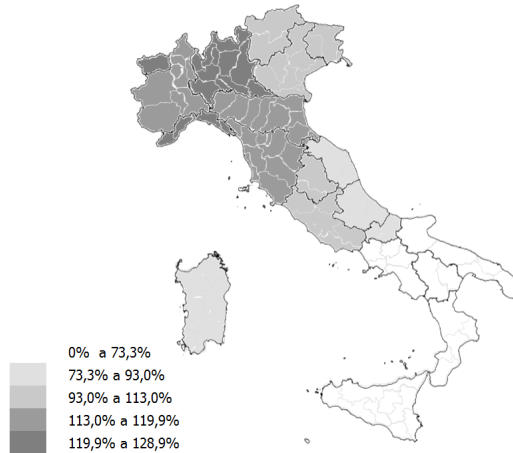 0% a 73,3%
73,3% a 93,0%
93,0% a 113,0%
113,0% a 119,9%
119,9% a 128,9%